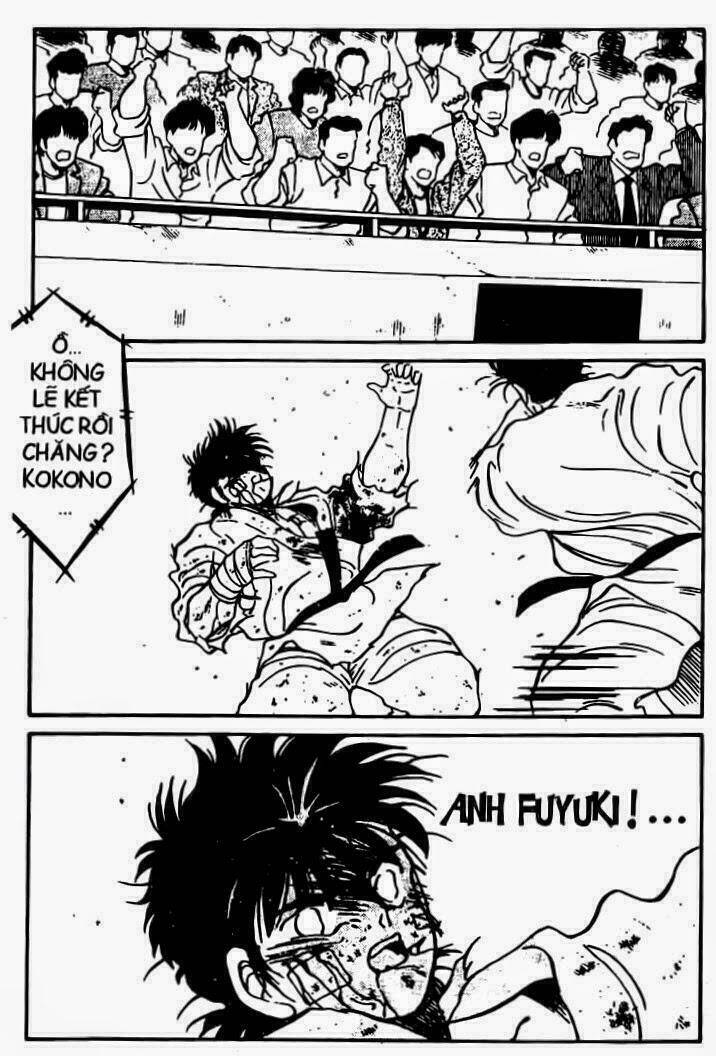 Ồ...
KHÔNG
LẼ KẾT
THÚC RỒI
CHĂNG?
KOKONO
...
ANH FUYUKI!...